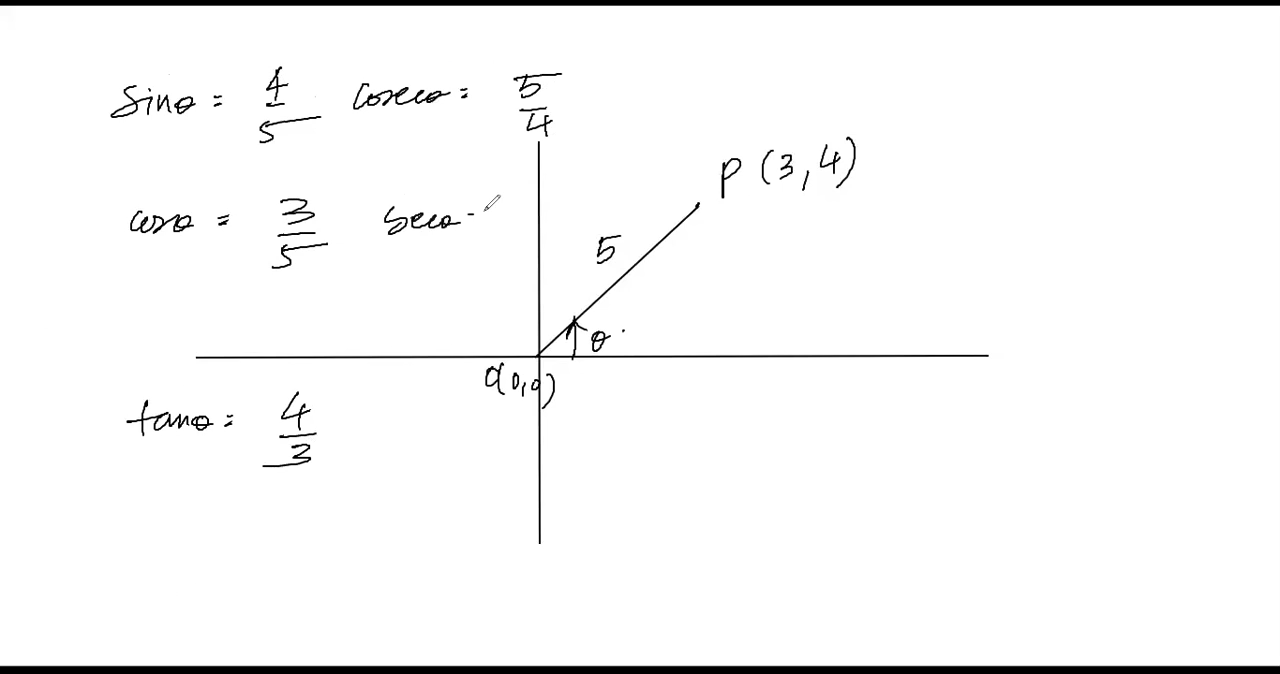 sinθ = 4/5 cosecθ = 5/4
P (3,4)
cosθ = 3/5 secθ =
5
θ
O(0,0)
tanθ = 4/3